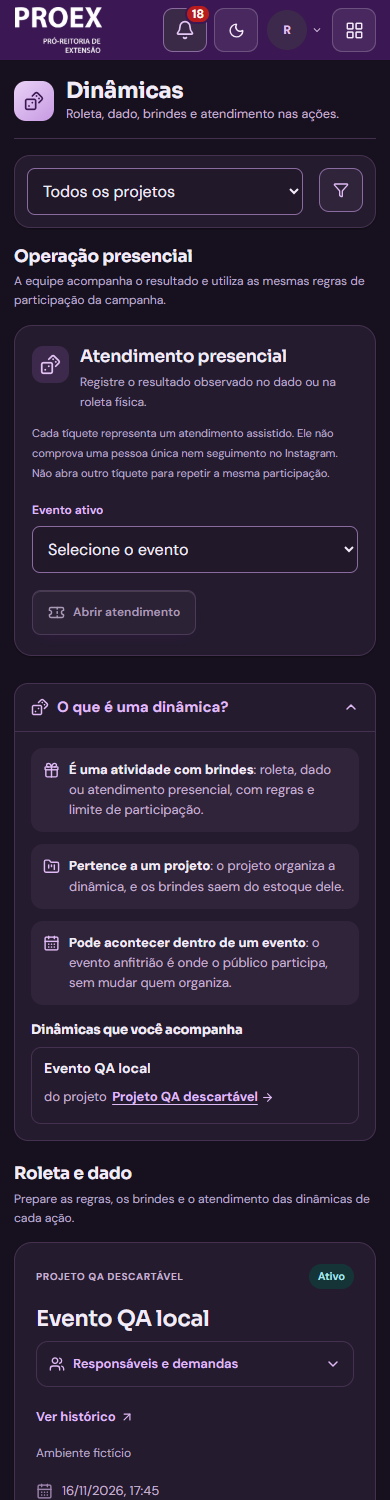 PROEX
PRÓ-REITORIA DE
EXTENSÃO
18
R
Dinâmicas
Roleta, dado, brindes e atendimento nas ações.
Todos os projetos
Operação presencial
A equipe acompanha o resultado e utiliza as mesmas regras de
participação da campanha.
Atendimento presencial
Registre o resultado observado no dado ou na
roleta física.
Cada tíquete representa um atendimento assistido. Ele não
comprova uma pessoa única nem seguimento no Instagram.
Não abra outro tíquete para repetir a mesma participação.
Evento ativo
Selecione o evento
Abrir atendimento
O que é uma dinâmica?
É uma atividade com brindes: roleta, dado
ou atendimento presencial, com regras e
limite de participação.
Pertence a um projeto: o projeto organiza a
dinâmica, e os brindes saem do estoque dele.
Pode acontecer dentro de um evento: o
evento anfitrião é onde o público participa,
sem mudar quem organiza.
Dinâmicas que você acompanha
Evento QA local
do projeto Projeto QA descartável →
Roleta e dado
Prepare as regras, os brindes e o atendimento das dinâmicas de
cada ação.
PROJETO QA DESCARTÁVEL
Ativo
Evento QA local
Responsáveis e demandas
Ver histórico ↗
Ambiente fictício
16/11/2026, 17:45